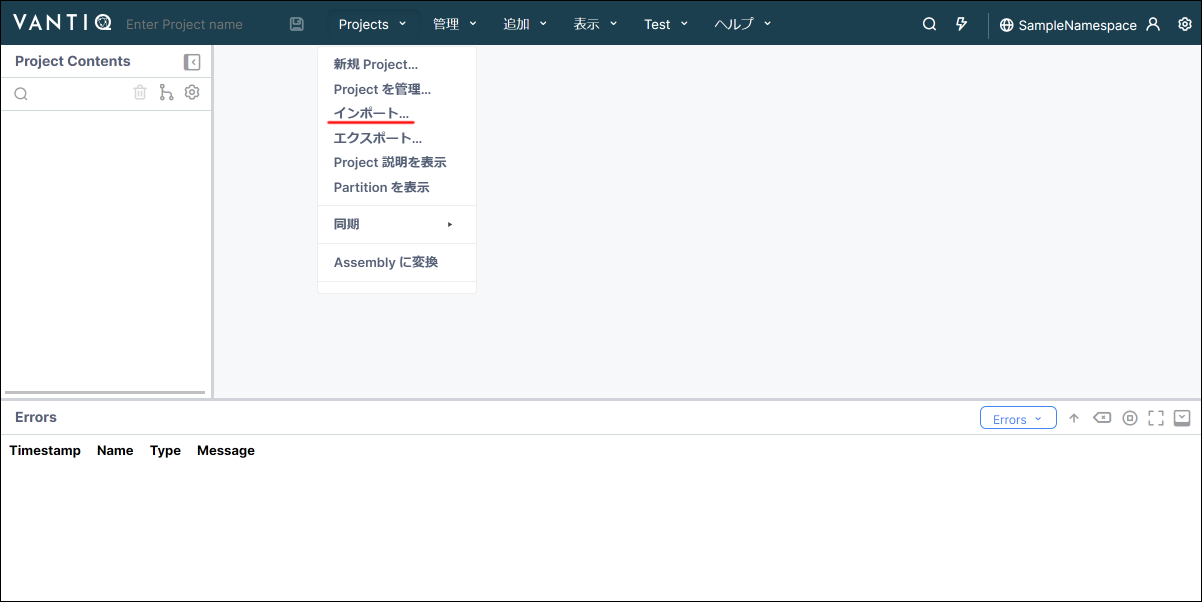 VANTIQ Enter Project name Projects 管理 追加 表示 Test ヘルプ SampleNamespace
Project Contents
新規 Project...
Project を管理...
インポート...
エクスポート...
Project 説明を表示
Partition を表示
同期
Assembly に変換
Errors Errors
Timestamp Name Type Message